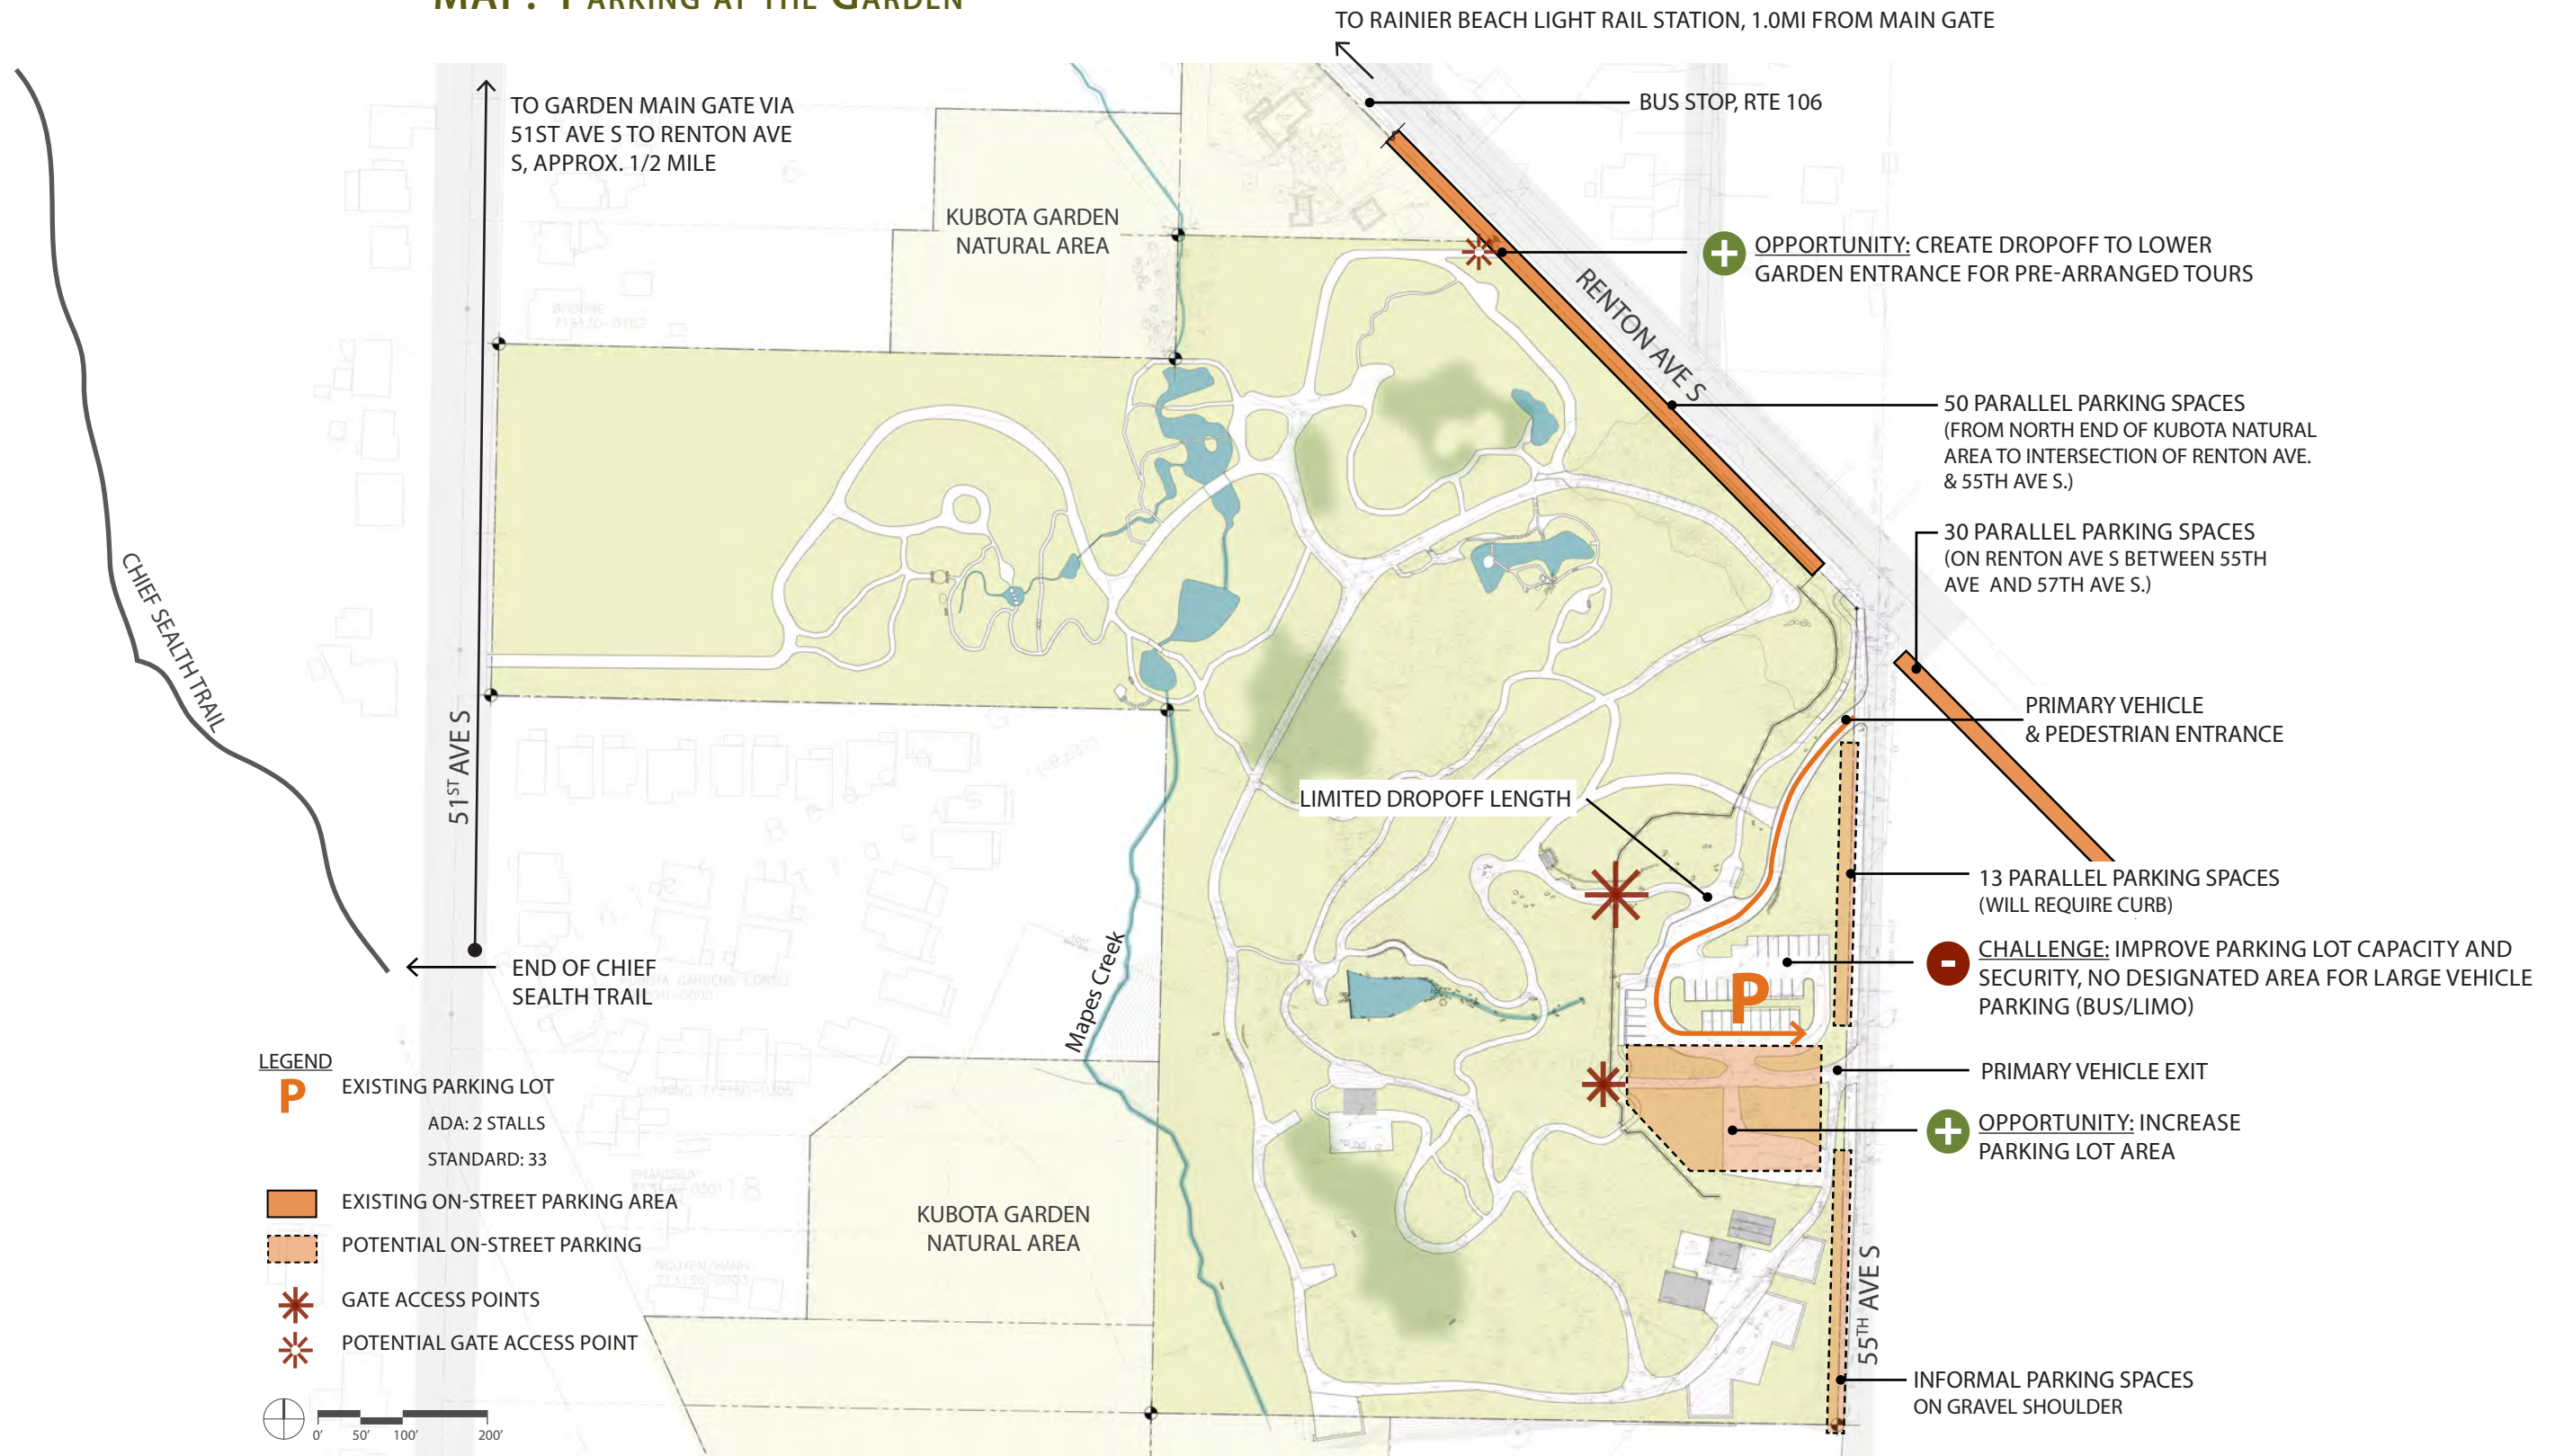 MAP: PARKING AT THE GARDEN
TO RAINIER BEACH LIGHT RAIL STATION, 1.0MI FROM MAIN GATE
BUS STOP, RTE 106
TO GARDEN MAIN GATE VIA
51ST AVE S TO RENTON AVE
S, APPROX. 1/2 MILE
KUBOTA GARDEN
NATURAL AREA
OPPORTUNITY: CREATE DROPOFF TO LOWER
GARDEN ENTRANCE FOR PRE-ARRANGED TOURS
RENTON AVE S
50 PARALLEL PARKING SPACES
(FROM NORTH END OF KUBOTA NATURAL
AREA TO INTERSECTION OF RENTON AVE.
& 55TH AVE S.)
30 PARALLEL PARKING SPACES
(ON RENTON AVE S BETWEEN 55TH
AVE AND 57TH AVE S.)
CHIEF SEALTH TRAIL
PRIMARY VEHICLE
& PEDESTRIAN ENTRANCE
51ST AVE S
LIMITED DROPOFF LENGTH
13 PARALLEL PARKING SPACES
(WILL REQUIRE CURB)
CHALLENGE: IMPROVE PARKING LOT CAPACITY AND
SECURITY, NO DESIGNATED AREA FOR LARGE VEHICLE
PARKING (BUS/LIMO)
P
END OF CHIEF
SEALTH TRAIL
Mapes Creek
PRIMARY VEHICLE EXIT
OPPORTUNITY: INCREASE
PARKING LOT AREA
LEGEND
P EXISTING PARKING LOT
ADA: 2 STALLS
STANDARD: 33
EXISTING ON-STREET PARKING AREA
POTENTIAL ON-STREET PARKING
GATE ACCESS POINTS
POTENTIAL GATE ACCESS POINT
KUBOTA GARDEN
NATURAL AREA
55TH AVE S
INFORMAL PARKING SPACES
ON GRAVEL SHOULDER
0' 50' 100' 200'